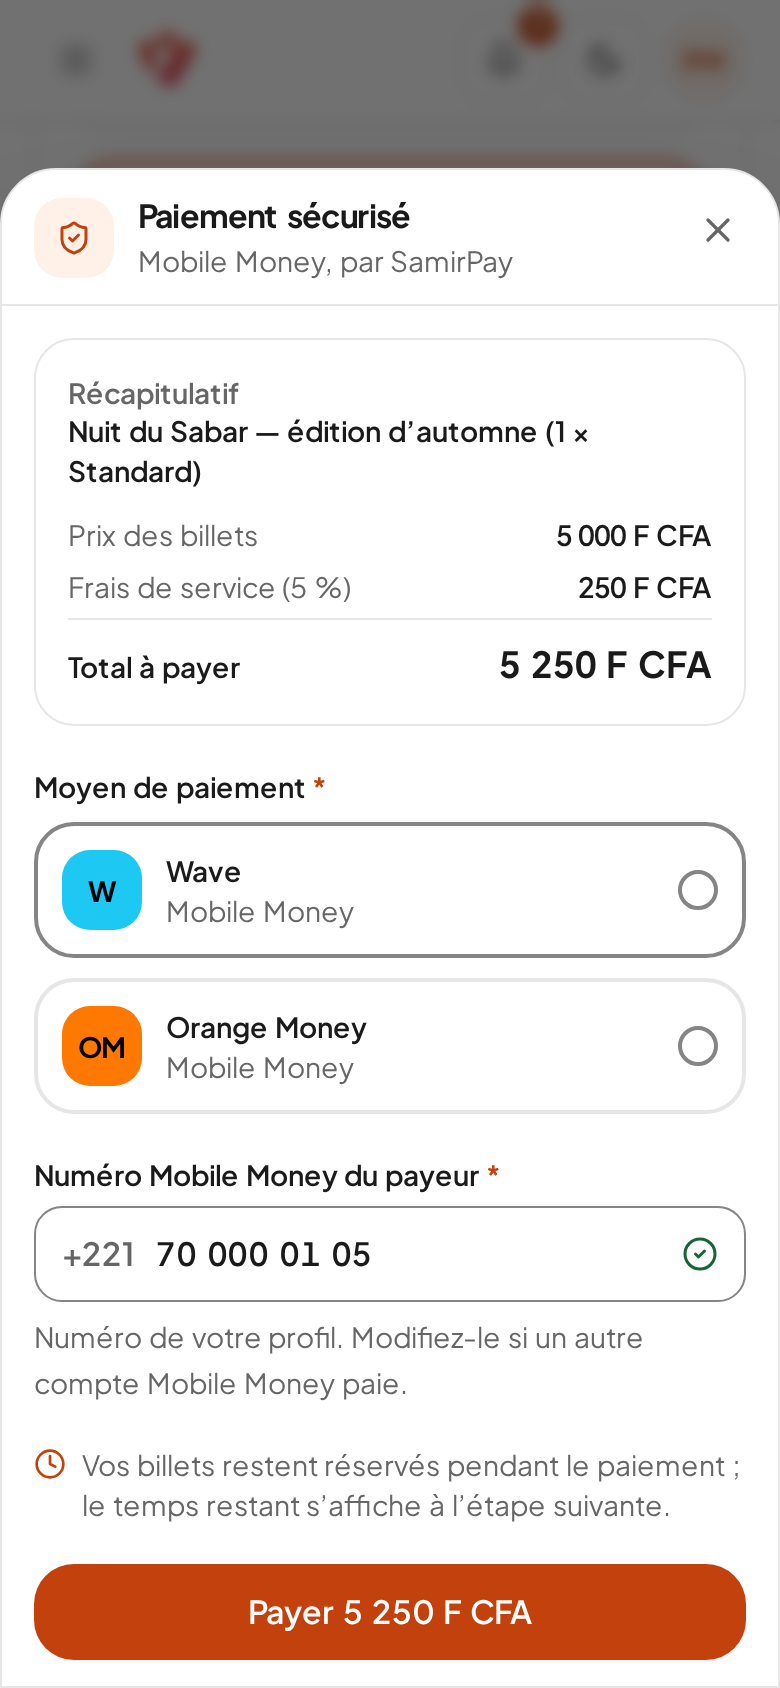 Paiement sécurisé
Mobile Money, par SamirPay
Récapitulatif
Nuit du Sabar — édition d’automne (1 ×
Standard)
Prix des billets 5 000 F CFA
Frais de service (5 %) 250 F CFA
Total à payer 5 250 F CFA
Moyen de paiement *
W Wave
Mobile Money
OM Orange Money
Mobile Money
Numéro Mobile Money du payeur *
+221 70 000 01 05
Numéro de votre profil. Modifiez-le si un autre
compte Mobile Money paie.
Vos billets restent réservés pendant le paiement ;
le temps restant s’affiche à l’étape suivante.
Payer 5 250 F CFA